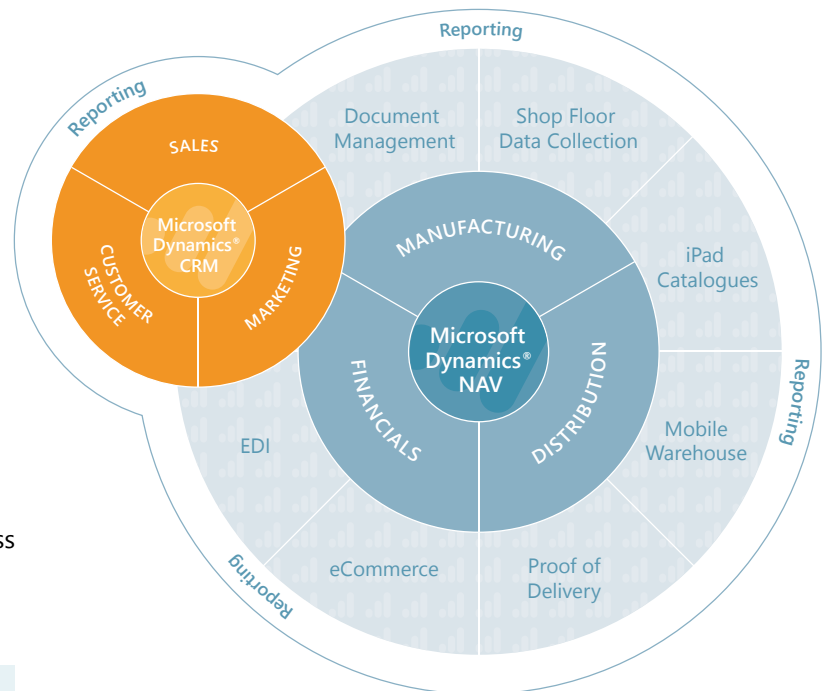 Reporting
Reporting
Document
Management
Shop Floor
Data Collection
SALES
Microsoft
Dynamics®
CRM
CUSTOMER
SERVICE
MARKETING
MANUFACTURING
iPad
Catalogues
Microsoft
Dynamics®
NAV
FINANCIALS
DISTRIBUTION
Reporting
EDI
Mobile
Warehouse
ss
eCommerce
Proof of
Delivery
Reporting